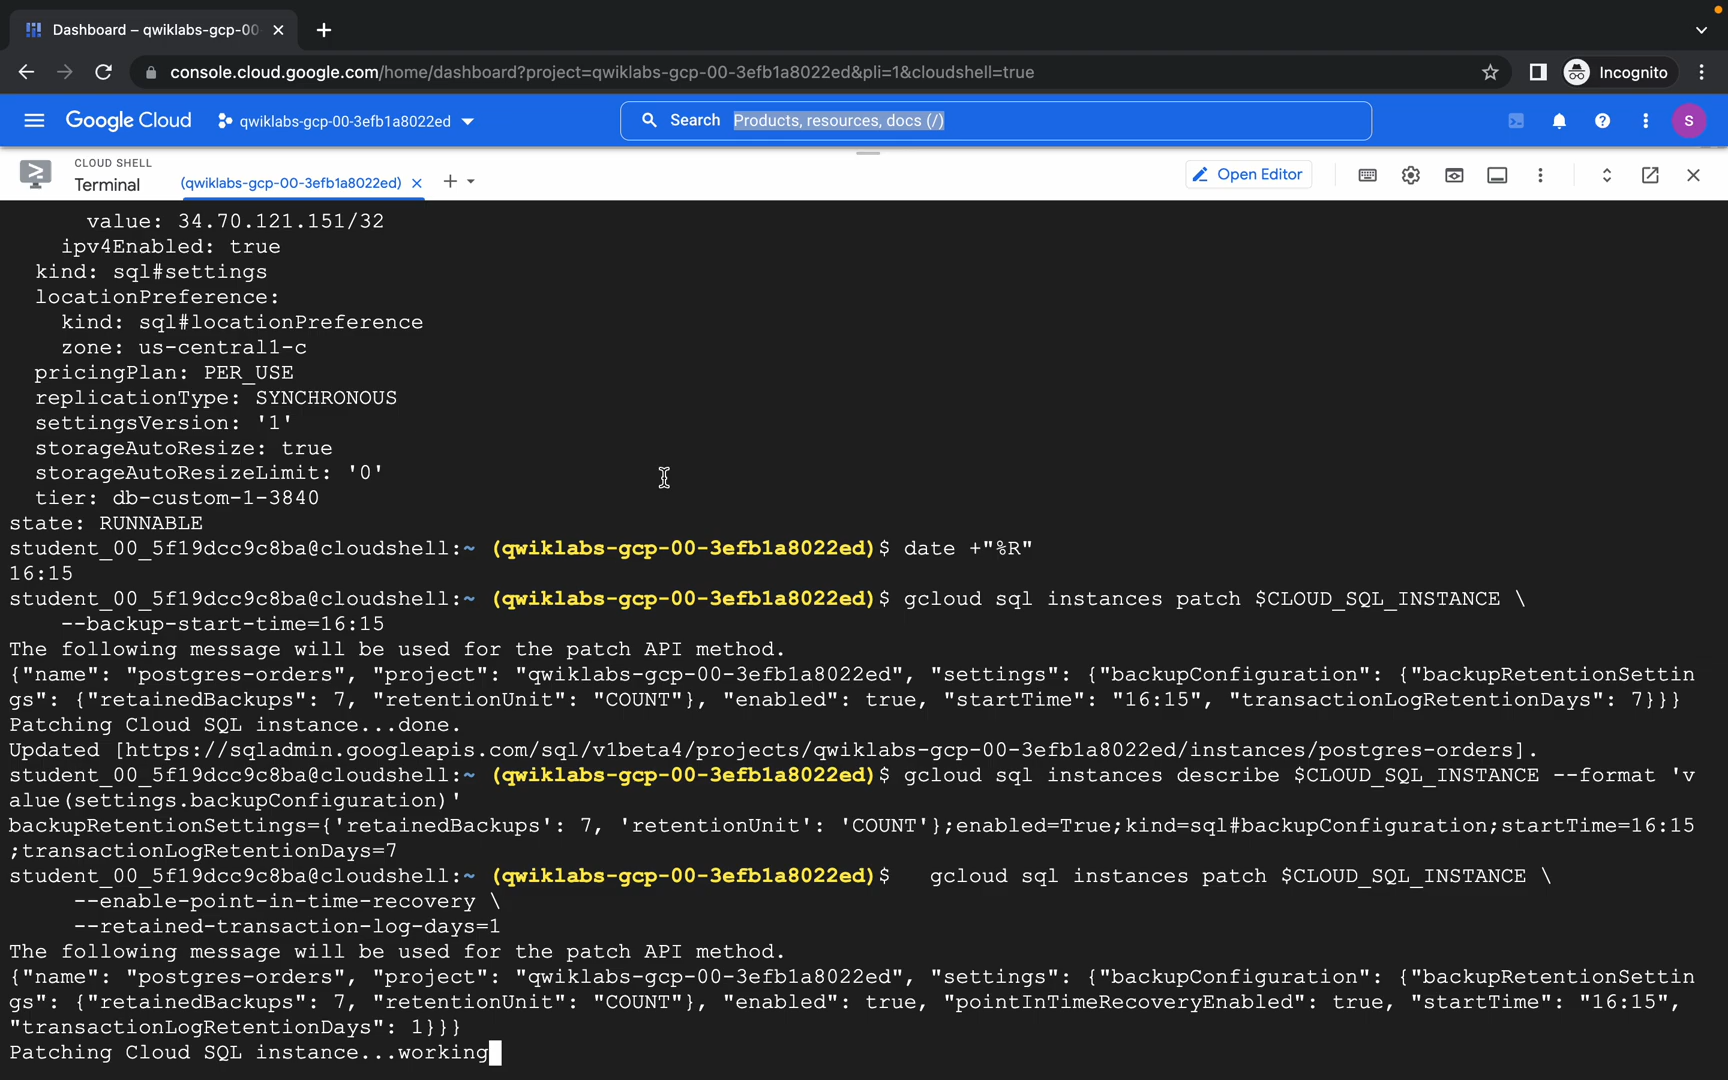 Dashboard – qwiklabs-gcp-00
console.cloud.google.com/home/dashboard?project=qwiklabs-gcp-00-3efb1a8022ed&pli=1&cloudshell=true
Incognito
Google Cloud
qwiklabs-gcp-00-3efb1a8022ed
Search Products, resources, docs (/)
S
CLOUD SHELL
Terminal
(qwiklabs-gcp-00-3efb1a8022ed)
Open Editor
value: 34.70.121.151/32
ipv4Enabled: true
kind: sql#settings
locationPreference:
kind: sql#locationPreference
zone: us-central1-c
pricingPlan: PER_USE
replicationType: SYNCHRONOUS
settingsVersion: '1'
storageAutoResize: true
storageAutoResizeLimit: '0'
tier: db-custom-1-3840
state: RUNNABLE
student_00_5f19dcc9c8ba@cloudshell:~ (qwiklabs-gcp-00-3efb1a8022ed)$ date +"%R"
16:15
student_00_5f19dcc9c8ba@cloudshell:~ (qwiklabs-gcp-00-3efb1a8022ed)$ gcloud sql instances patch $CLOUD_SQL_INSTANCE \
--backup-start-time=16:15
The following message will be used for the patch API method.
{"name": "postgres-orders", "project": "qwiklabs-gcp-00-3efb1a8022ed", "settings": {"backupConfiguration": {"backupRetentionSettin
gs": {"retainedBackups": 7, "retentionUnit": "COUNT"}, "enabled": true, "startTime": "16:15", "transactionLogRetentionDays": 7}}}
Patching Cloud SQL instance...done.
Updated [https://sqladmin.googleapis.com/sql/v1beta4/projects/qwiklabs-gcp-00-3efb1a8022ed/instances/postgres-orders].
student_00_5f19dcc9c8ba@cloudshell:~ (qwiklabs-gcp-00-3efb1a8022ed)$ gcloud sql instances describe $CLOUD_SQL_INSTANCE --format 'v
alue(settings.backupConfiguration)'
backupRetentionSettings={'retainedBackups': 7, 'retentionUnit': 'COUNT'};enabled=True;kind=sql#backupConfiguration;startTime=16:15
;transactionLogRetentionDays=7
student_00_5f19dcc9c8ba@cloudshell:~ (qwiklabs-gcp-00-3efb1a8022ed)$ gcloud sql instances patch $CLOUD_SQL_INSTANCE \
--enable-point-in-time-recovery \
--retained-transaction-log-days=1
The following message will be used for the patch API method.
{"name": "postgres-orders", "project": "qwiklabs-gcp-00-3efb1a8022ed", "settings": {"backupConfiguration": {"backupRetentionSettin
gs": {"retainedBackups": 7, "retentionUnit": "COUNT"}, "enabled": true, "pointInTimeRecoveryEnabled": true, "startTime": "16:15",
"transactionLogRetentionDays": 1}}}
Patching Cloud SQL instance...working